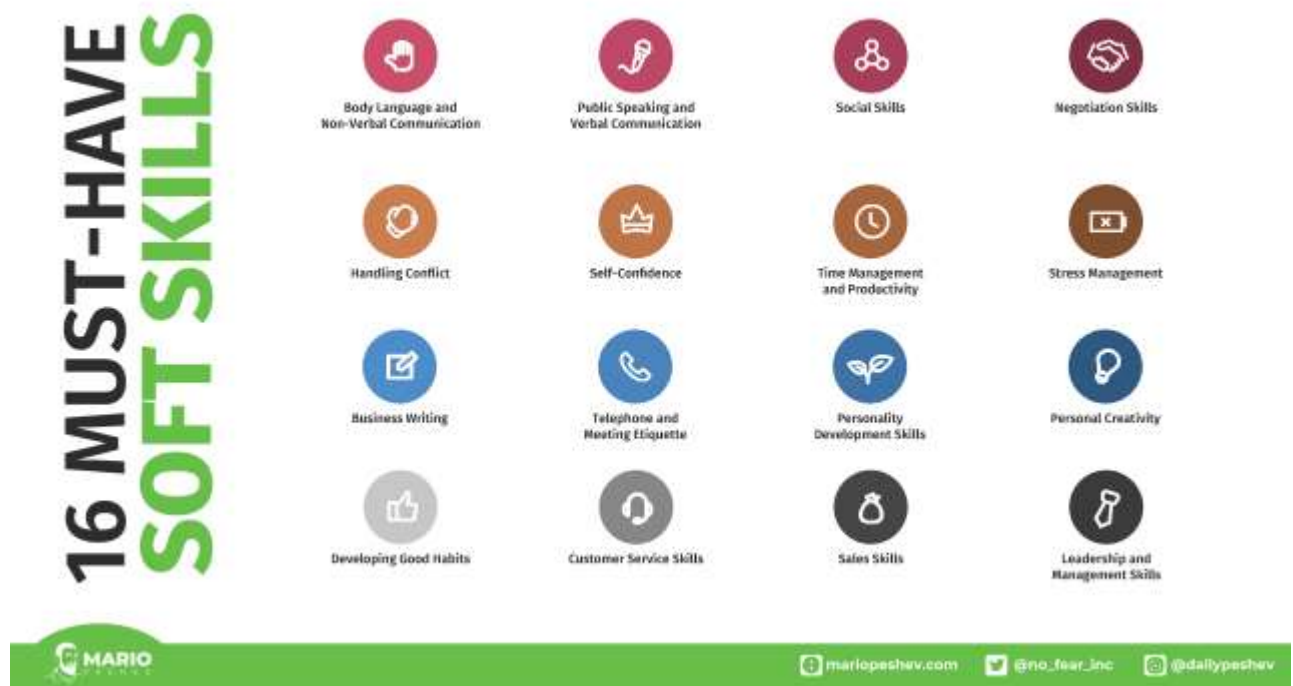 16 MUST-HAVE
SOFT SKILLS
Body Language and
Non-Verbal Communication
Public Speaking and
Verbal Communication
Social Skills
Negotiation Skills
Handling Conflict
Self-Confidence
Time Management
and Productivity
Stress Management
Business Writing
Telephone and
Meeting Etiquette
Personality
Development Skills
Personal Creativity
Developing Good Habits
Customer Service Skills
Sales Skills
Leadership and
Management Skills
MARIO
PESHEV
mariopeshev.com
@no_fear_inc
@dailypeshev